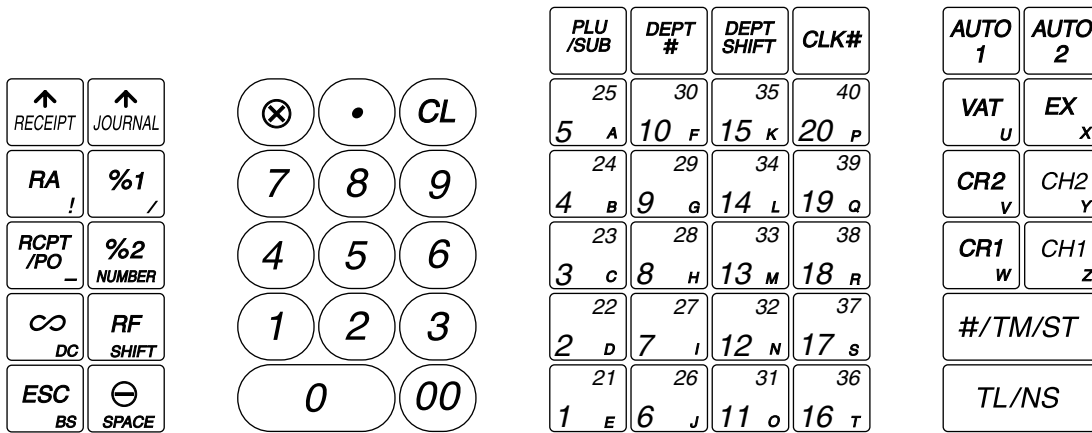 PLU DEPT DEPT CLK# AUTO AUTO
/SUB # SHIFT 1 2
↑ ↑ ⊗ • CL 25 30 35 40 VAT EX
RECEIPT JOURNAL 5 A 10 F 15 K 20 P U X
RA %1 7 8 9 24 29 34 39 CR2 CH2
! / 4 B 9 G 14 L 19 Q V Y
RCPT %2 4 5 6 23 28 33 38 CR1 CH1
/PO _ NUMBER 3 C 8 H 13 M 18 R W Z
∞ RF 1 2 3 22 27 32 37 #/TM/ST
DC SHIFT 2 D 7 I 12 N 17 S
ESC ⊖ 0 00 21 26 31 36 TL/NS
BS SPACE 1 E 6 J 11 O 16 T